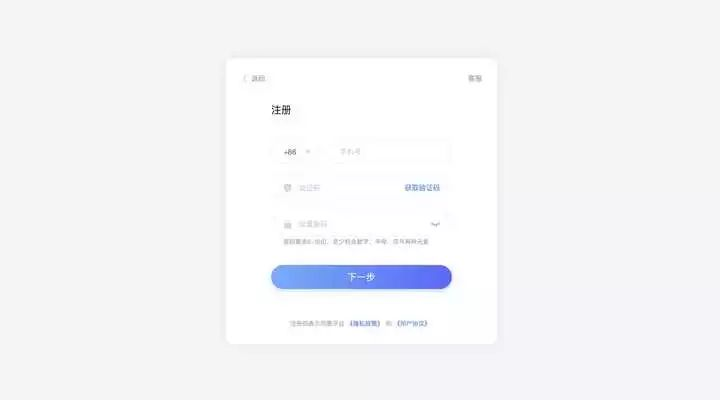 返回
客服
注册
+86
手机号
验证码
获取验证码
设置密码
下一步
《隐私政策》 和 《用户协议》